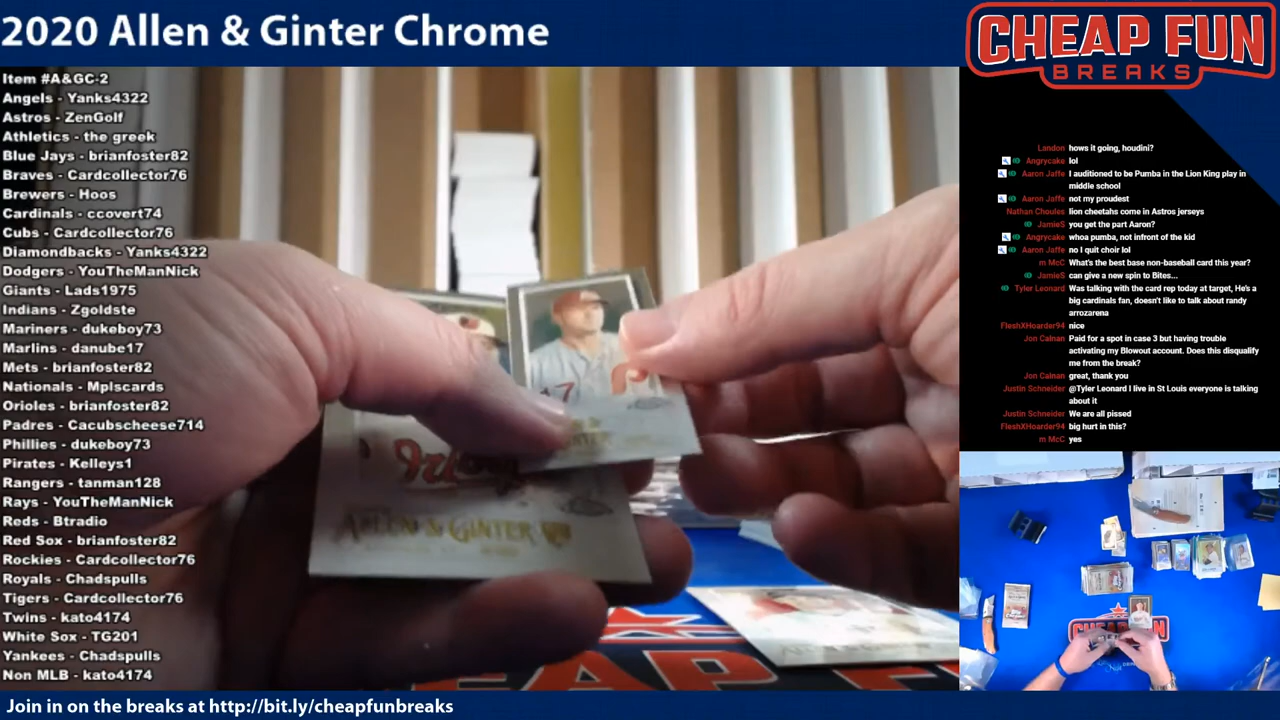 2020 Allen & Ginter Chrome
CHEAP FUN
BREAKS
Item #A&GC-2
Angels - Yanks4322
Astros - ZenGolf
Athletics - the greek
Blue Jays - brianfoster82
Braves - Cardcollector76
Brewers - Hoos
Cardinals - ccovert74
Cubs - Cardcollector76
Diamondbacks - Yanks4322
Dodgers - YouTheManNick
Giants - Lads1975
Indians - Zgoldste
Mariners - dukeboy73
Marlins - danube17
Mets - brianfoster82
Nationals - Mplscards
Orioles - brianfoster82
Padres - Cacubscheese714
Phillies - dukeboy73
Pirates - Kelleys1
Rangers - tanman128
Rays - YouTheManNick
Reds - Btradio
Red Sox - brianfoster82
Rockies - Cardcollector76
Royals - Chadspulls
Tigers - Cardcollector76
Twins - kato4174
White Sox - TG201
Yankees - Chadspulls
Non MLB - kato4174
Landon hows it going, houdini?
Angrycake lol
Aaron Jaffe I auditioned to be Pumba in the Lion King play in
middle school
Aaron Jaffe not my proudest
Nathan Choules lion cheetahs come in Astros jerseys
JamieS you get the part Aaron?
Angrycake whoa pumba, not infront of the kid
Aaron Jaffe no I quit choir lol
m McC What's the best base non-baseball card this year?
JamieS can give a new spin to Bites...
Tyler Leonard Was talking with the card rep today at target, He's a
big cardinals fan, doesn't like to talk about randy
arrozarena
FleshXHoarder94 nice
Jon Calnan Paid for a spot in case 3 but having trouble
activating my Blowout account. Does this disqualify
me from the break?
Jon Calnan great, thank you
Justin Schneider @Tyler Leonard I live in St Louis everyone is talking
about it
Justin Schneider We are all pissed
FleshXHoarder94 big hurt in this?
m McC yes
ALLEN & GINTER
CHEAP FUN
CHEAP FUN
Join in on the breaks at http://bit.ly/cheapfunbreaks